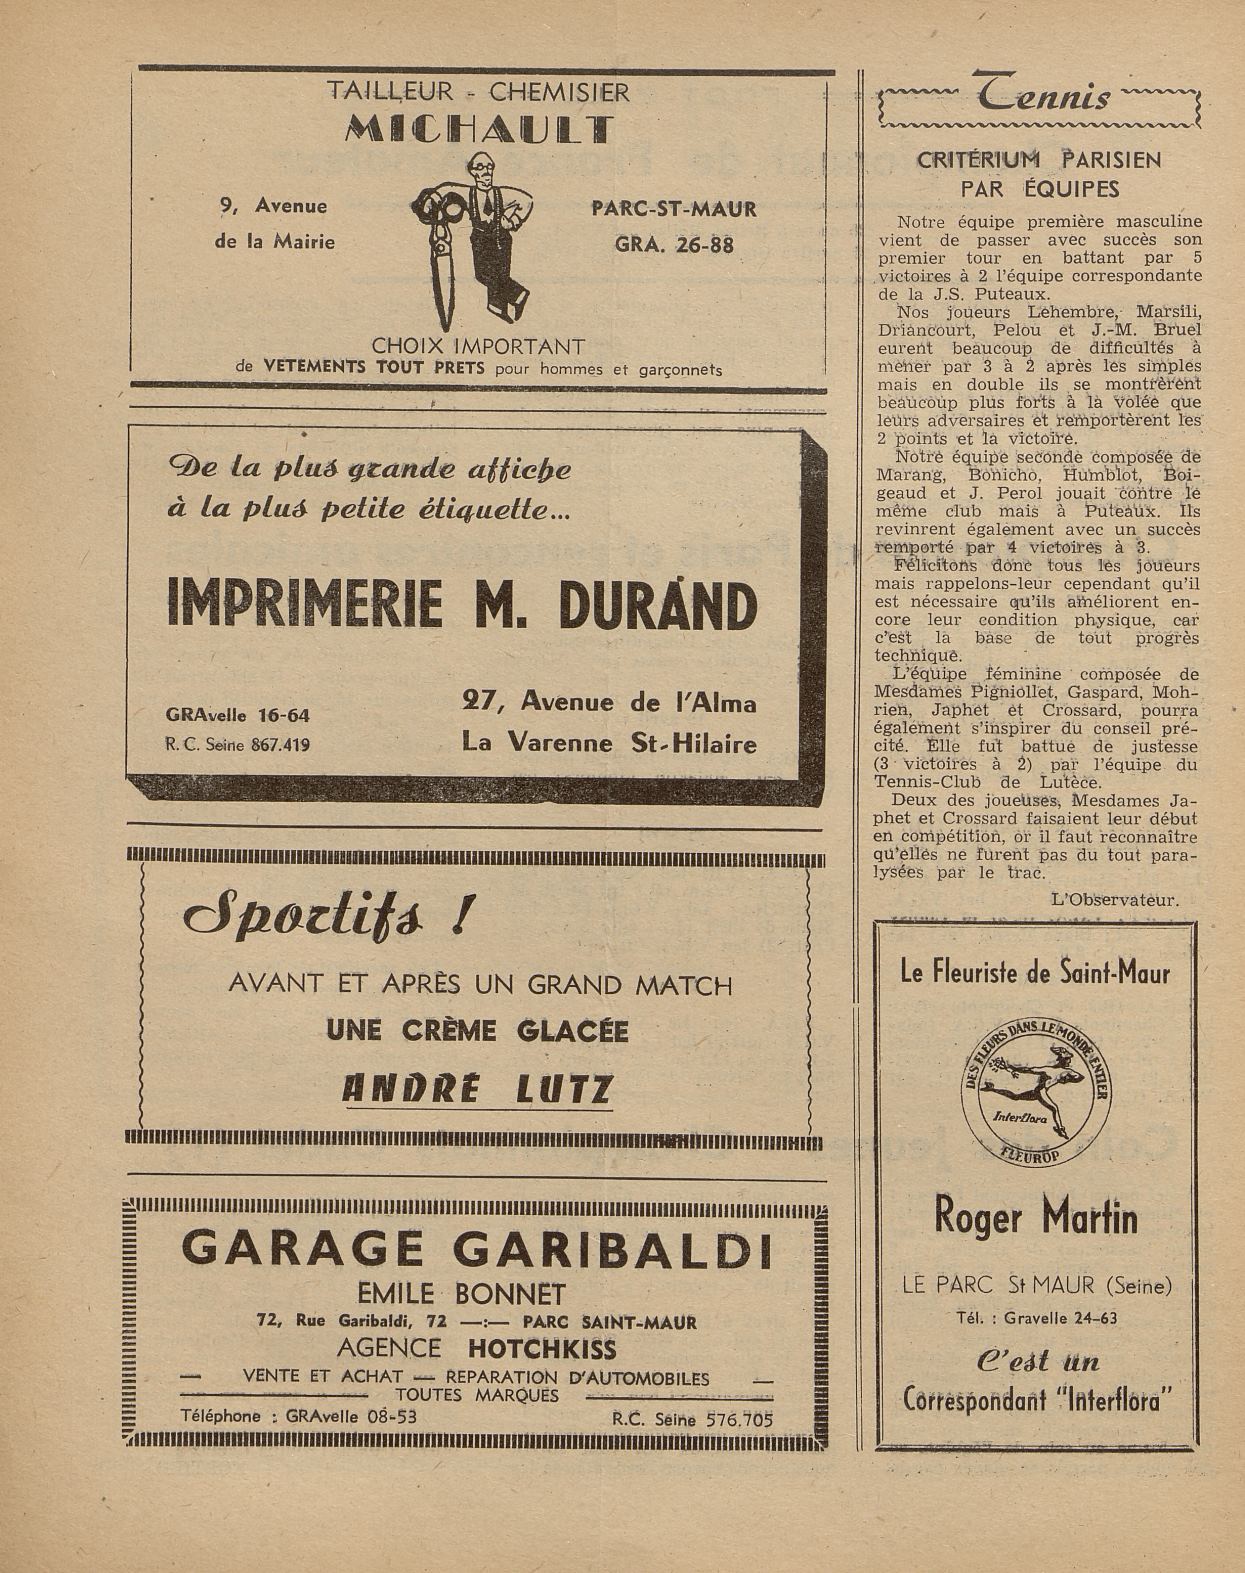 TAILLEUR - CHEMISIER
MICHAULT
9, Avenue
de la Mairie
PARC-ST-MAUR
GRA. 26-88
CHOIX IMPORTANT
de VETEMENTS TOUT PRETS pour hommes et garçonnets
De la plus grande affiche
à la plus petite étiquette...
IMPRIMERIE M. DURAND
GRAvelle 16-64
R. C. Seine 867.419
27, Avenue de l'Alma
La Varenne St-Hilaire
Sportifs !
AVANT ET APRÈS UN GRAND MATCH
UNE CRÈME GLACÉE
ANDRÉ LUTZ
GARAGE GARIBALDI
EMILE BONNET
72, Rue Garibaldi, 72 —:— PARC SAINT-MAUR
AGENCE HOTCHKISS
— VENTE ET ACHAT — REPARATION D'AUTOMOBILES —
TOUTES MARQUES
Téléphone : GRAvelle 08-53
R.C. Seine 576.705
Tennis
CRITÉRIUM PARISIEN
PAR ÉQUIPES
Notre équipe première masculine
vient de passer avec succès son
premier tour en battant par 5
victoires à 2 l'équipe correspondante
de la J.S. Puteaux.
Nos joueurs Lehembre, Marsili,
Driancourt, Pelou et J.-M. Bruel
eurent beaucoup de difficultés à
mener par 3 à 2 après les simples
mais en double ils se montrèrent
beaucoup plus forts à la volée que
leurs adversaires et remportèrent les
2 points et la victoire.
Notre équipe seconde composée de
Marang, Bonicho, Humblot, Boi-
geaud et J. Perol jouait contre le
même club mais à Puteaux. Ils
revinrent également avec un succès
remporté par 4 victoires à 3.
Félicitons donc tous les joueurs
mais rappelons-leur cependant qu'il
est nécessaire qu'ils améliorent en-
core leur condition physique, car
c'est la base de tout progrès
technique.
L'équipe féminine composée de
Mesdames Pigniollet, Gaspard, Moh-
rien, Japhet et Crossard, pourra
également s'inspirer du conseil pré-
cité. Elle fut battue de justesse
(3 victoires à 2) par l'équipe du
Tennis-Club de Lutèce.
Deux des joueuses, Mesdames Ja-
phet et Crossard faisaient leur début
en compétition, or il faut reconnaître
qu'elles ne furent pas du tout para-
lysées par le trac.
L'Observateur.
Le Fleuriste de Saint-Maur
DES FLEURS DANS LE MONDE ENTIER
Interflora
FLEUROP
Roger Martin
LE PARC St MAUR (Seine)
Tél. : Gravelle 24-63
C'est un
Correspondant "Interflora"